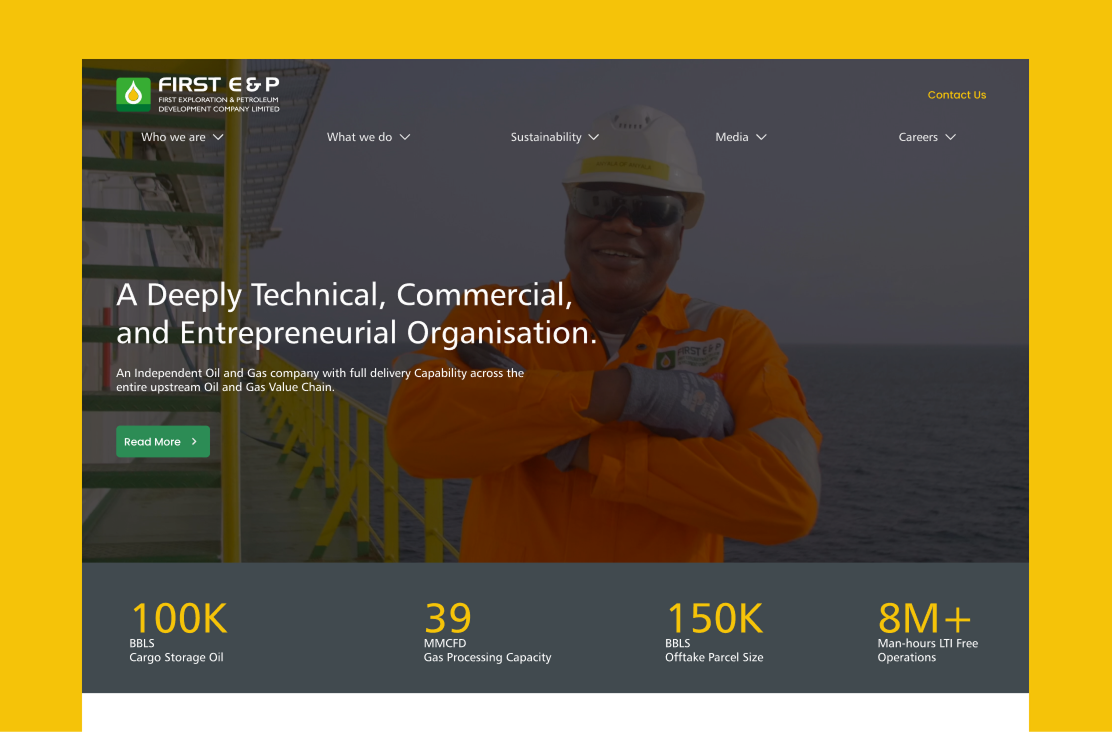 FIRST E&P
FIRST EXPLORATION & PETROLEUM
DEVELOPMENT COMPANY LIMITED
Contact Us
Who we are
What we do
Sustainability
Media
Careers
A Deeply Technical, Commercial,
and Entrepreneurial Organisation.
An Independent Oil and Gas company with full delivery Capability across the
entire upstream Oil and Gas Value Chain.
FIRST E&P
Read More
100K
BBLS
Cargo Storage Oil
39
MMCFD
Gas Processing Capacity
150K
BBLS
Offtake Parcel Size
8M+
Man-hours LTI Free
Operations